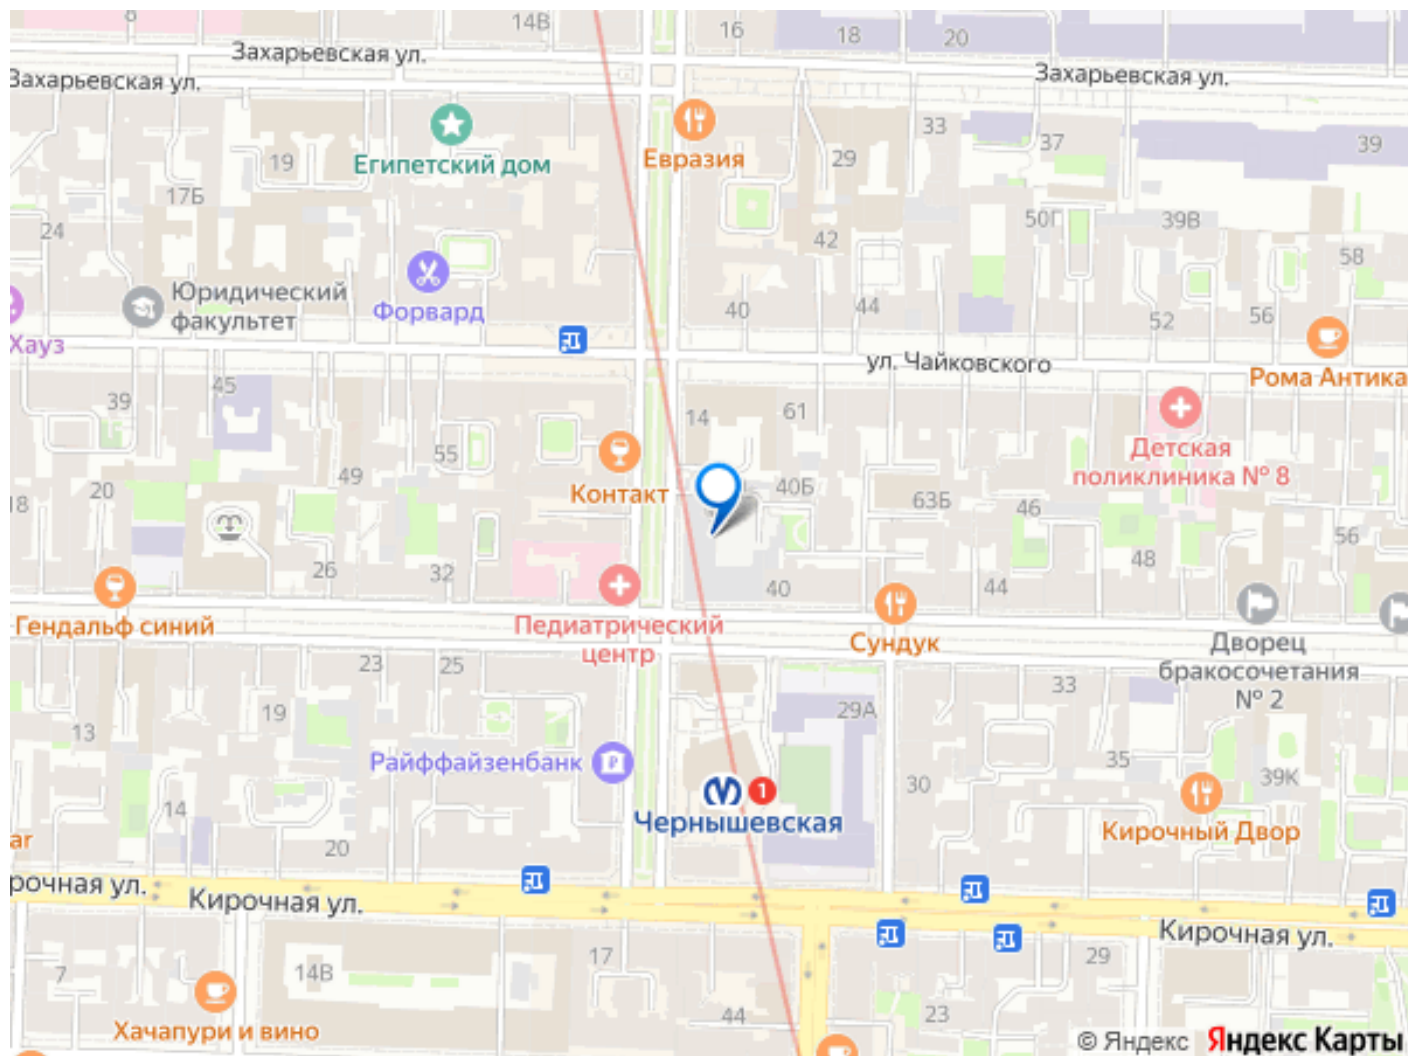 6
14В
16
18
20
Захарьевская ул.
Захарьевская ул.
Захарьевская ул.
33
37
39
Евразия
29
Египетский дом
19
17Б
24
50Г
39В
42
58
Юридический
факультет
Форвард
Хауз
40
44
52
56
Рома Антика
ул. Чайковского
45
39
14
61
55
49
Детская
поликлиника № 8
Контакт
40Б
63Б
46
18
20
56
48
26
32
40
44
Гендальф синий
Педиатрический
центр
Сундук
Дворец
бракосочетания
№ 2
23
25
33
29А
19
13
Райффайзенбанк
₽
35
39К
30
1
Чернышевская
14
Кирочный Двор
ar
20
рочная ул.
Кирочная ул.
Кирочная ул.
17
14В
7
29
44
23
Хачапури и вино
© Яндекс Яндекс Карты